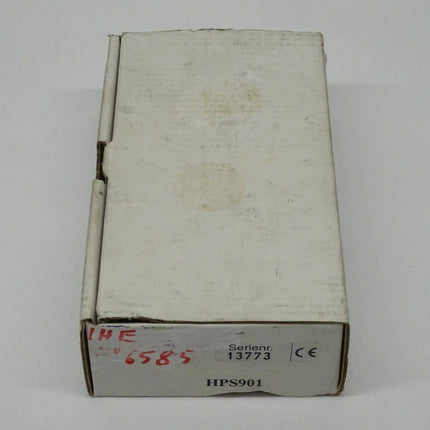 IHE
6585
Serienr.
13773
CE
HPS901